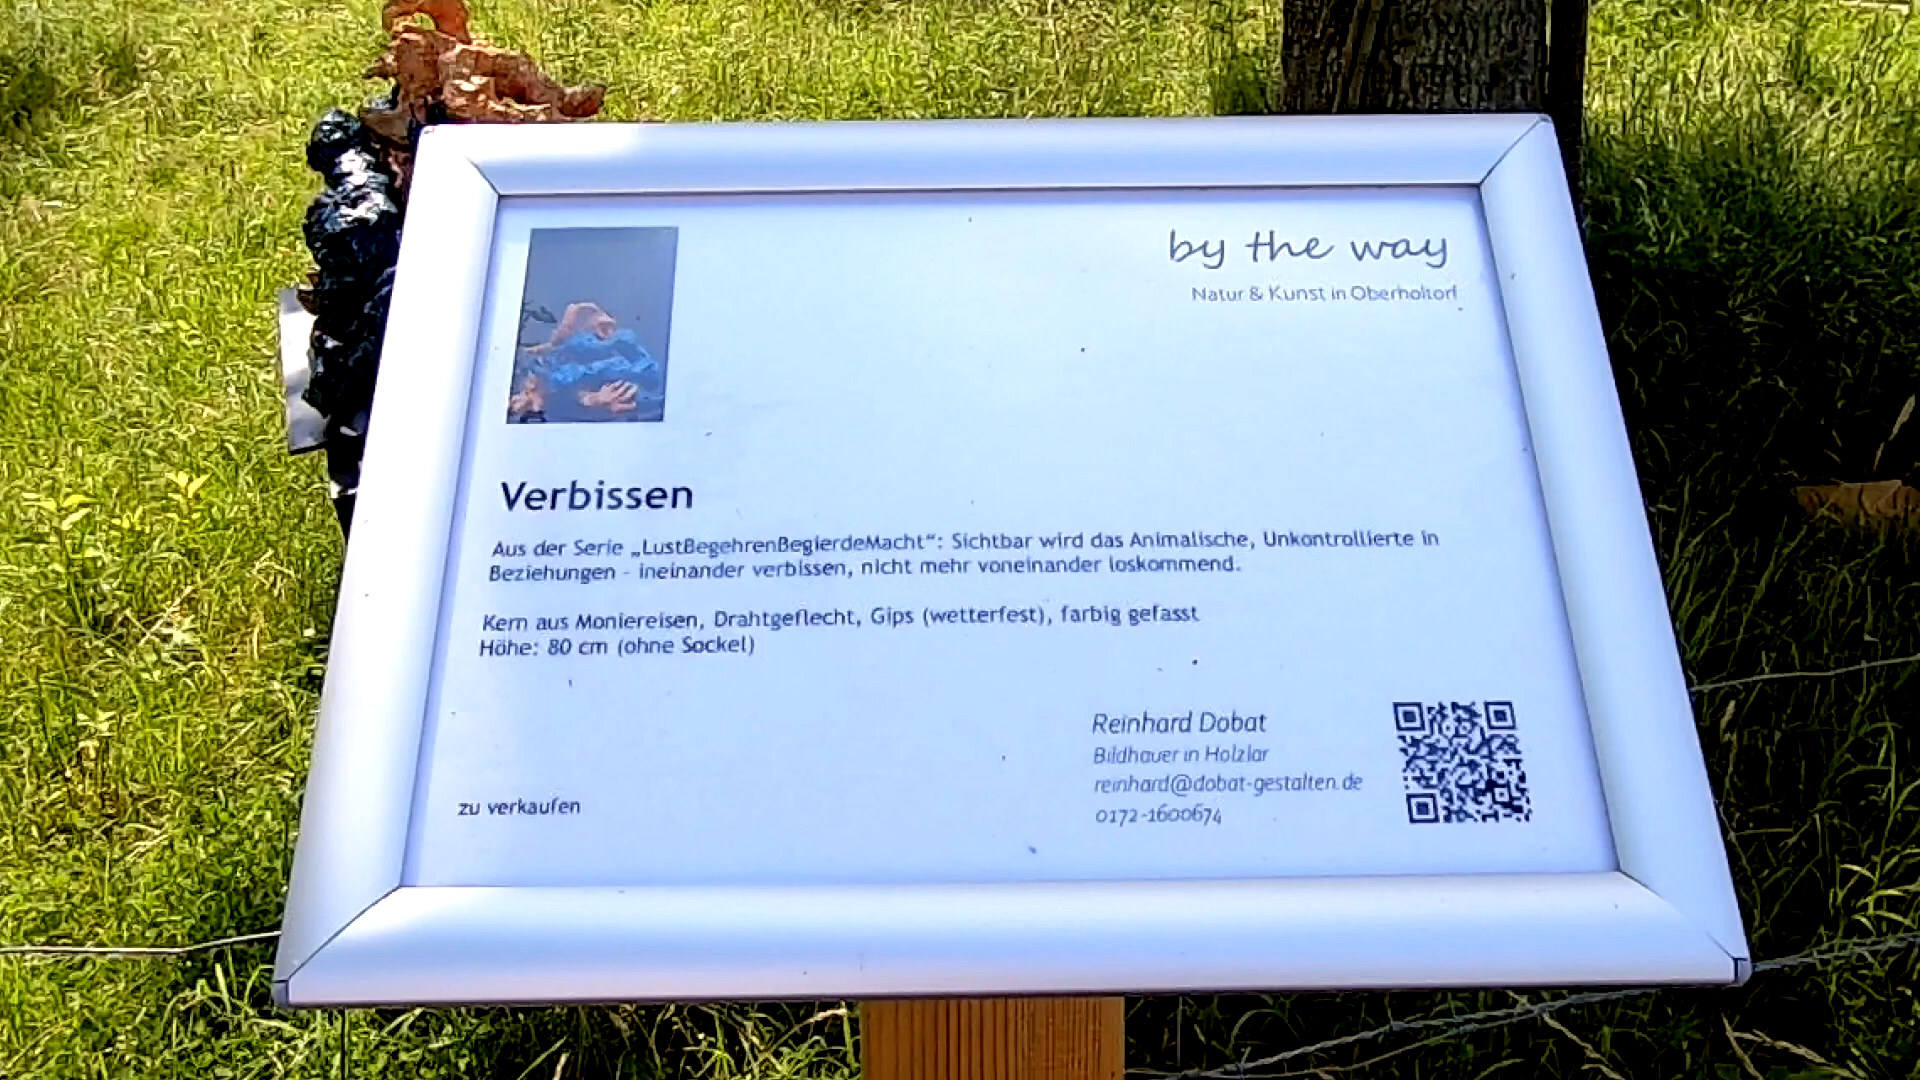 by the way
Natur & Kunst in Oberholtorf
Verbissen
Aus der Serie „LustBegehrenBegierdeMacht“: Sichtbar wird das Animalische, Unkontrollierte in
Beziehungen - ineinander verbissen, nicht mehr voneinander loskommend.
Kern aus Moniereisen, Drahtgeflecht, Gips (wetterfest), farbig gefasst
Höhe: 80 cm (ohne Sockel)
Reinhard Dobat
Bildhauer in Holzlar
reinhard@dobat-gestalten.de
0172-1600674
zu verkaufen